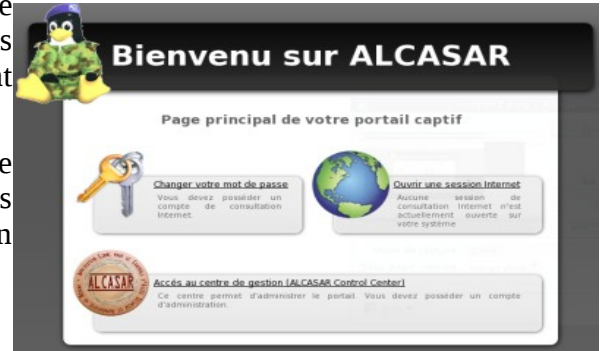 e
s
nt
e
s
n
Bienvenu sur ALCASAR
Page principal de votre portail captif
Changer votre mot de passe
Vous devez posséder un
compte de consultation
Internet.
Ouvrir une session Internet
Aucune session de
consultation Internet n'est
actuellement ouverte sur
votre système
ALCASAR
Accès au centre de gestion (ALCASAR Control Center)
Ce centre permet d'administrer le portail. Vous devez posséder un compte
d'administration.